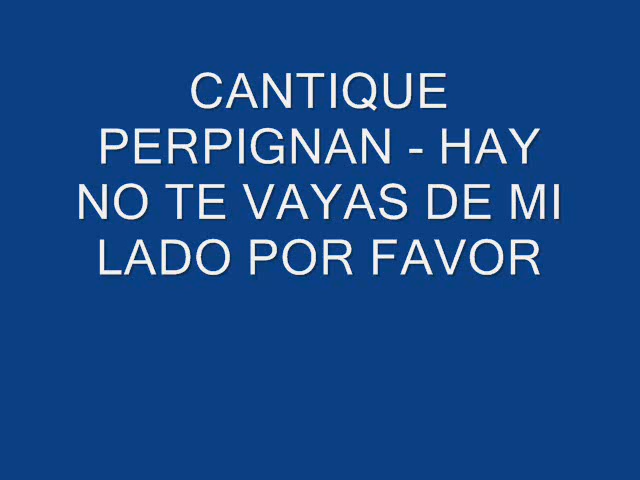 CANTIQUE
PERPIGNAN - HAY
NO TE VAYAS DE MI
LADO POR FAVOR